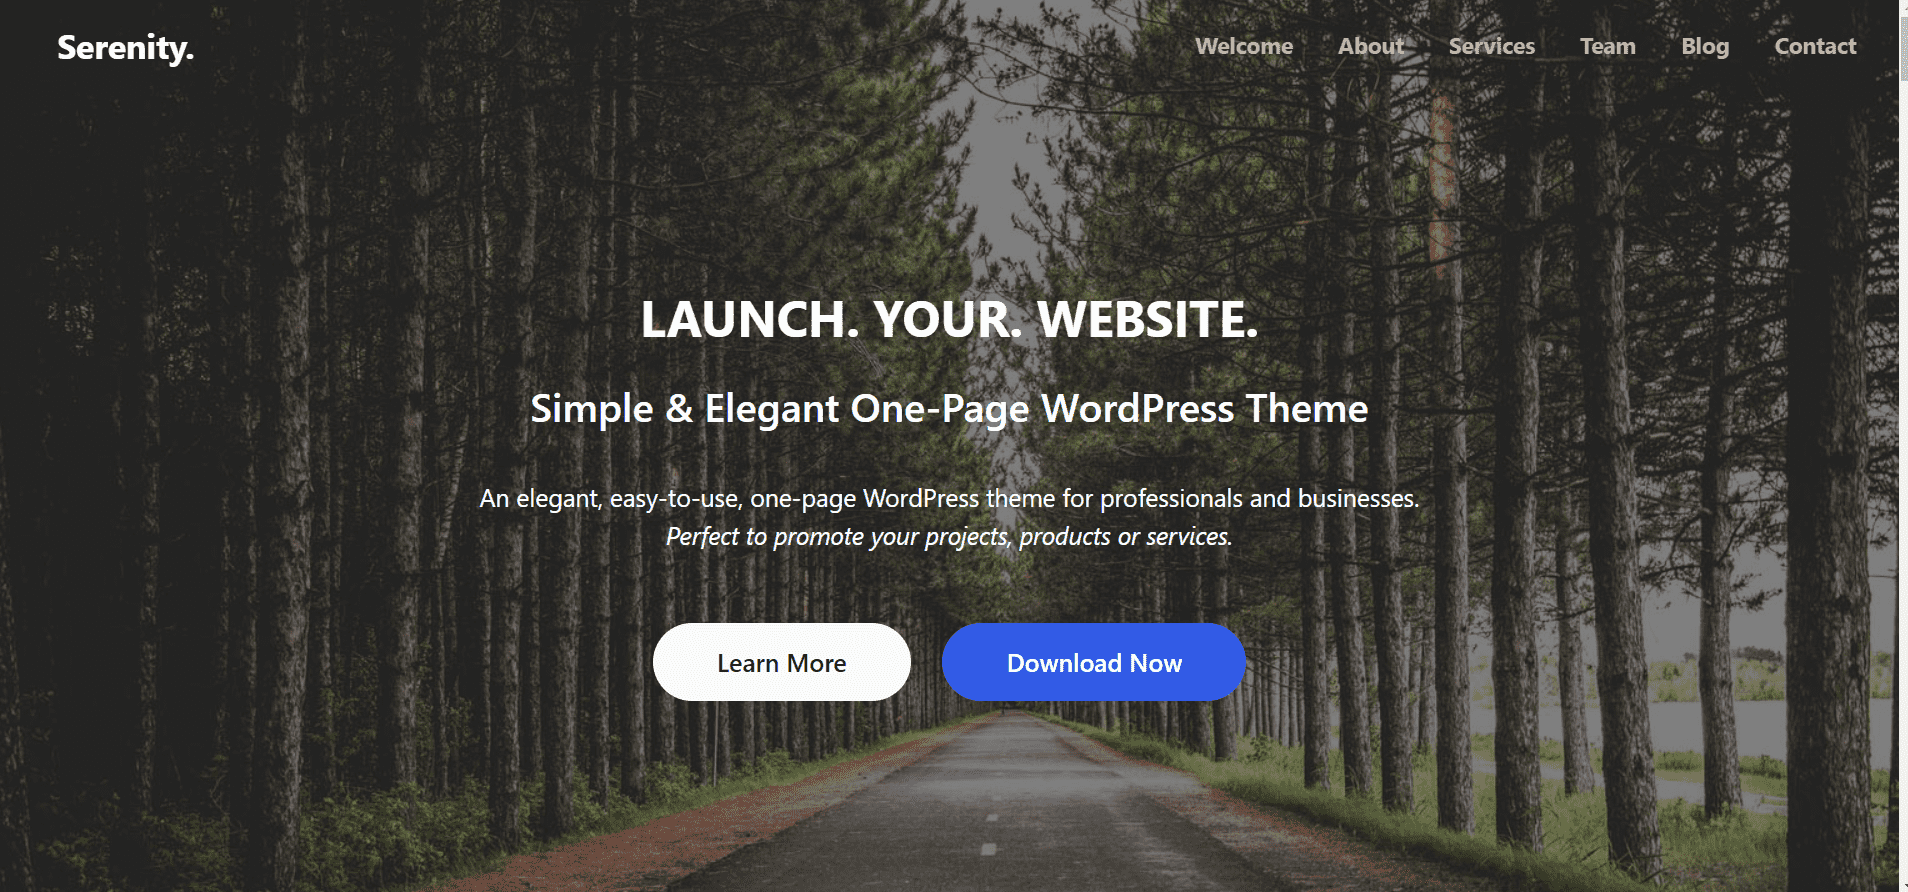 Serenity.
Welcome About Services Team Blog Contact
LAUNCH. YOUR. WEBSITE.
Simple & Elegant One-Page WordPress Theme
An elegant, easy-to-use, one-page WordPress theme for professionals and businesses.
Perfect to promote your projects, products or services.
Learn More Download Now